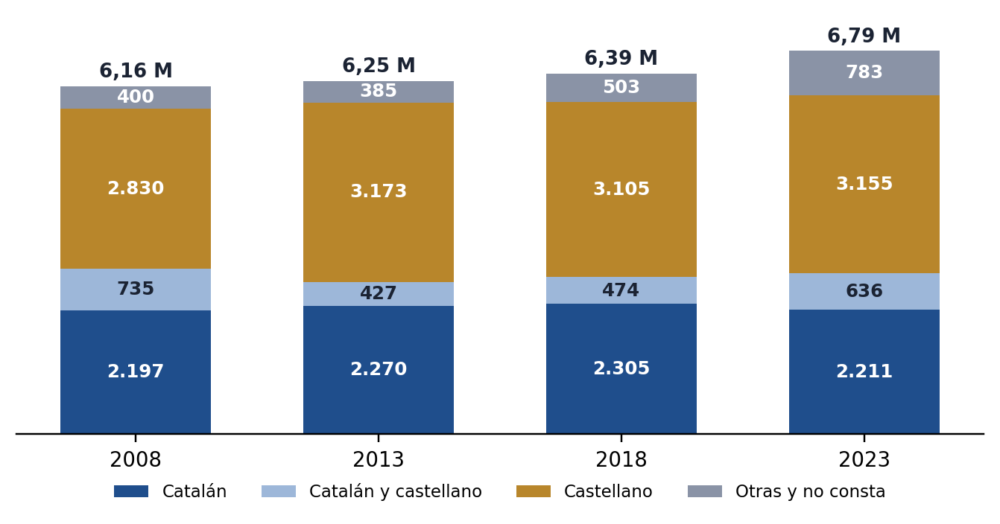 6,16 M
6,25 M
6,39 M
6,79 M
400
385
503
783
2.830
3.173
3.105
3.155
735
427
474
636
2.197
2.270
2.305
2.211
2008
2013
2018
2023
Catalán
Catalán y castellano
Castellano
Otras y no consta